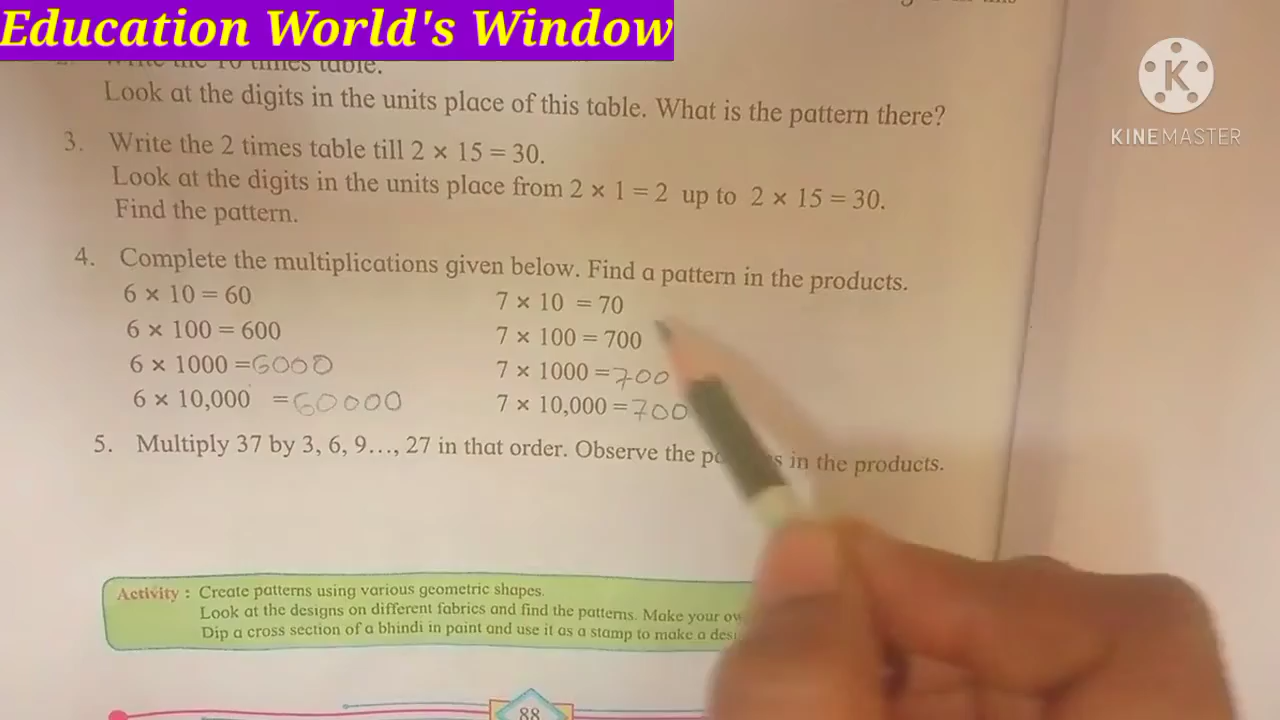 Education World's Window
Look at the digits in the units place of this table. What is the pattern there?
3. Write the 2 times table till 2 × 15 = 30.
Look at the digits in the units place from 2 × 1 = 2 up to 2 × 15 = 30.
Find the pattern.
4. Complete the multiplications given below. Find a pattern in the products.
6 × 10 = 60
6 × 100 = 600
6 × 1000 = 6000
6 × 10,000 = 60000
7 × 10 = 70
7 × 100 = 700
7 × 1000 = 700
7 × 10,000 = 700
5. Multiply 37 by 3, 6, 9..., 27 in that order. Observe the in the products.
Activity : Create patterns using various geometric shapes.
Look at the designs on different fabrics and find the patterns. Make your
Dip a cross section of a bhindi in paint and use it as a stamp to make a
88
K
KINEMASTER